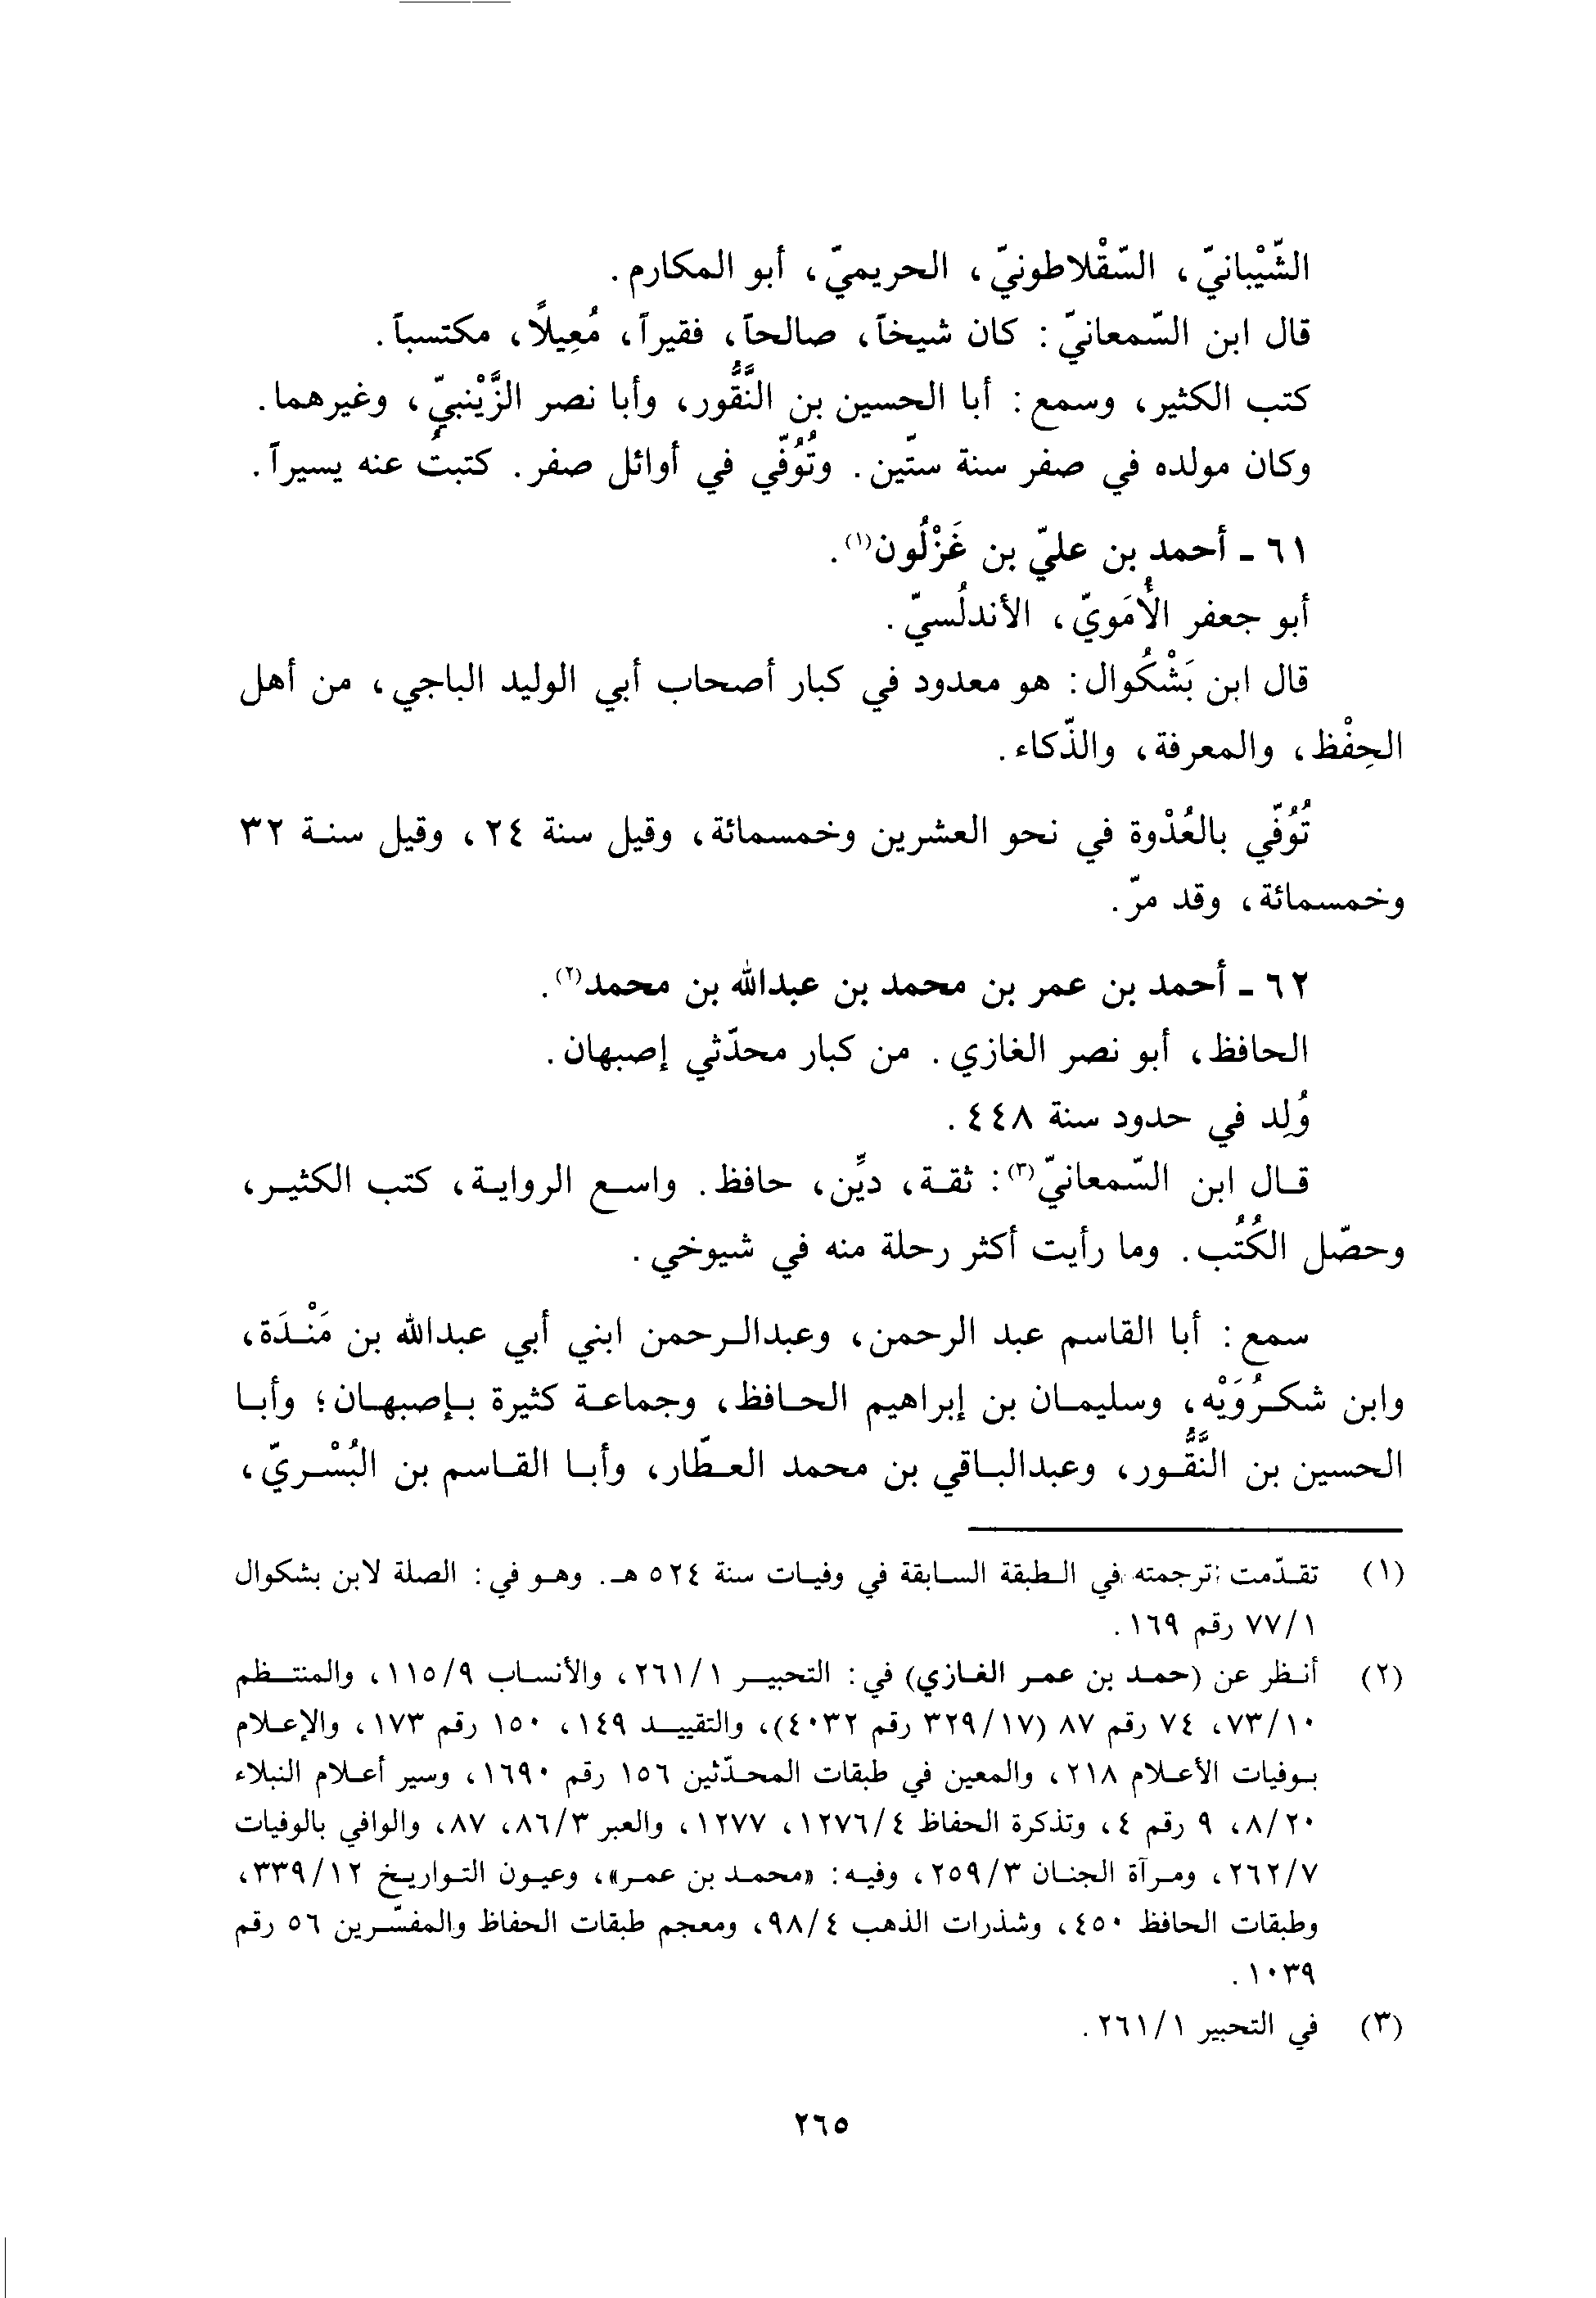 الشّيْبانيّ، السّقْلاطونيّ، الحريميّ، أبو المكارم.
قال ابن السّمعانيّ: كان شيخاً، صالحاً، فقيراً، مُعِيلاً، مكتسباً.
كتب الكثير، وسمع: أبا الحسين بن النَّقُّور، وأبا نصر الزَّيْنبيّ، وغيرهما.
وكان مولده في صفر سنة ستّين. وتُوُفّي في أوائل صفر. كتبتُ عنه يسيراً.
٦١ - أحمد بن عليّ بن غَزْلُون(١).
أبو جعفر الأُمَويّ، الأندلُسيّ.
قال ابن بَشْكُوال: هو معدود في كبار أصحاب أبي الوليد الباجي، من أهل
الحِفْظ، والمعرفة، والذّكاء.
تُوُفّي بالعُدْوة في نحو العشرين وخمسمائة، وقيل سنة ٢٤، وقيل سنة ٣٢
وخمسمائة، وقد مرّ.
٦٢ - أحمد بن عمر بن محمد بن عبدالله بن محمد(٢).
الحافظ، أبو نصر الغازي. من كبار محدّثي إصبهان.
وُلِد في حدود سنة ٤٤٨.
قال ابن السّمعانيّ(٣): ثقة، ديِّن، حافظ. واسع الرواية، كتب الكثير،
وحصّل الكُتُب. وما رأيت أكثر رحلة منه في شيوخي.
سمع: أبا القاسم عبد الرحمن، وعبدالرحمن ابني أبي عبدالله بن مَنْدَة،
وابن شكرُوَيْه، وسليمان بن إبراهيم الحافظ، وجماعة كثيرة بإصبهان؛ وأبا
الحسين بن النَّقُّور، وعبدالباقي بن محمد العطّار، وأبا القاسم بن البُسْريّ،
(١) تقدّمت ترجمته في الطبقة السابقة في وفيات سنة ٥٢٤ هـ. وهو في: الصلة لابن بشكوال
٧٧/١ رقم ١٦٩.
(٢) أنظر عن (حمد بن عمر الغازي) في: التحبير ٢٦١/١، والأنساب ١١٥/٩، والمنتظم
٧٣/١٠، ٧٤ رقم ٨٧ (٣٢٩/١٧ رقم ٤٠٣٢)، والتقييد ١٤٩، ١٥٠ رقم ١٧٣، والإعلام
بوفيات الأعلام ٢١٨، والمعين في طبقات المحدّثين ١٥٦ رقم ١٦٩٠، وسير أعلام النبلاء
٨/٢٠، ٩ رقم ٤، وتذكرة الحفاظ ١٢٧٦/٤، ١٢٧٧، والعبر ٨٦/٣، ٨٧، والوافي بالوفيات
٢٦٢/٧، ومرآة الجنان ٢٥٩/٣، وفيه: «محمد بن عمر»، وعيون التواريخ ٣٣٩/١٢،
وطبقات الحافظ ٤٥٠، وشذرات الذهب ٩٨/٤، ومعجم طبقات الحفاظ والمفسّرين ٥٦ رقم
١٠٣٩.
(٣) في التحبير ٢٦١/١.
٢٦٥